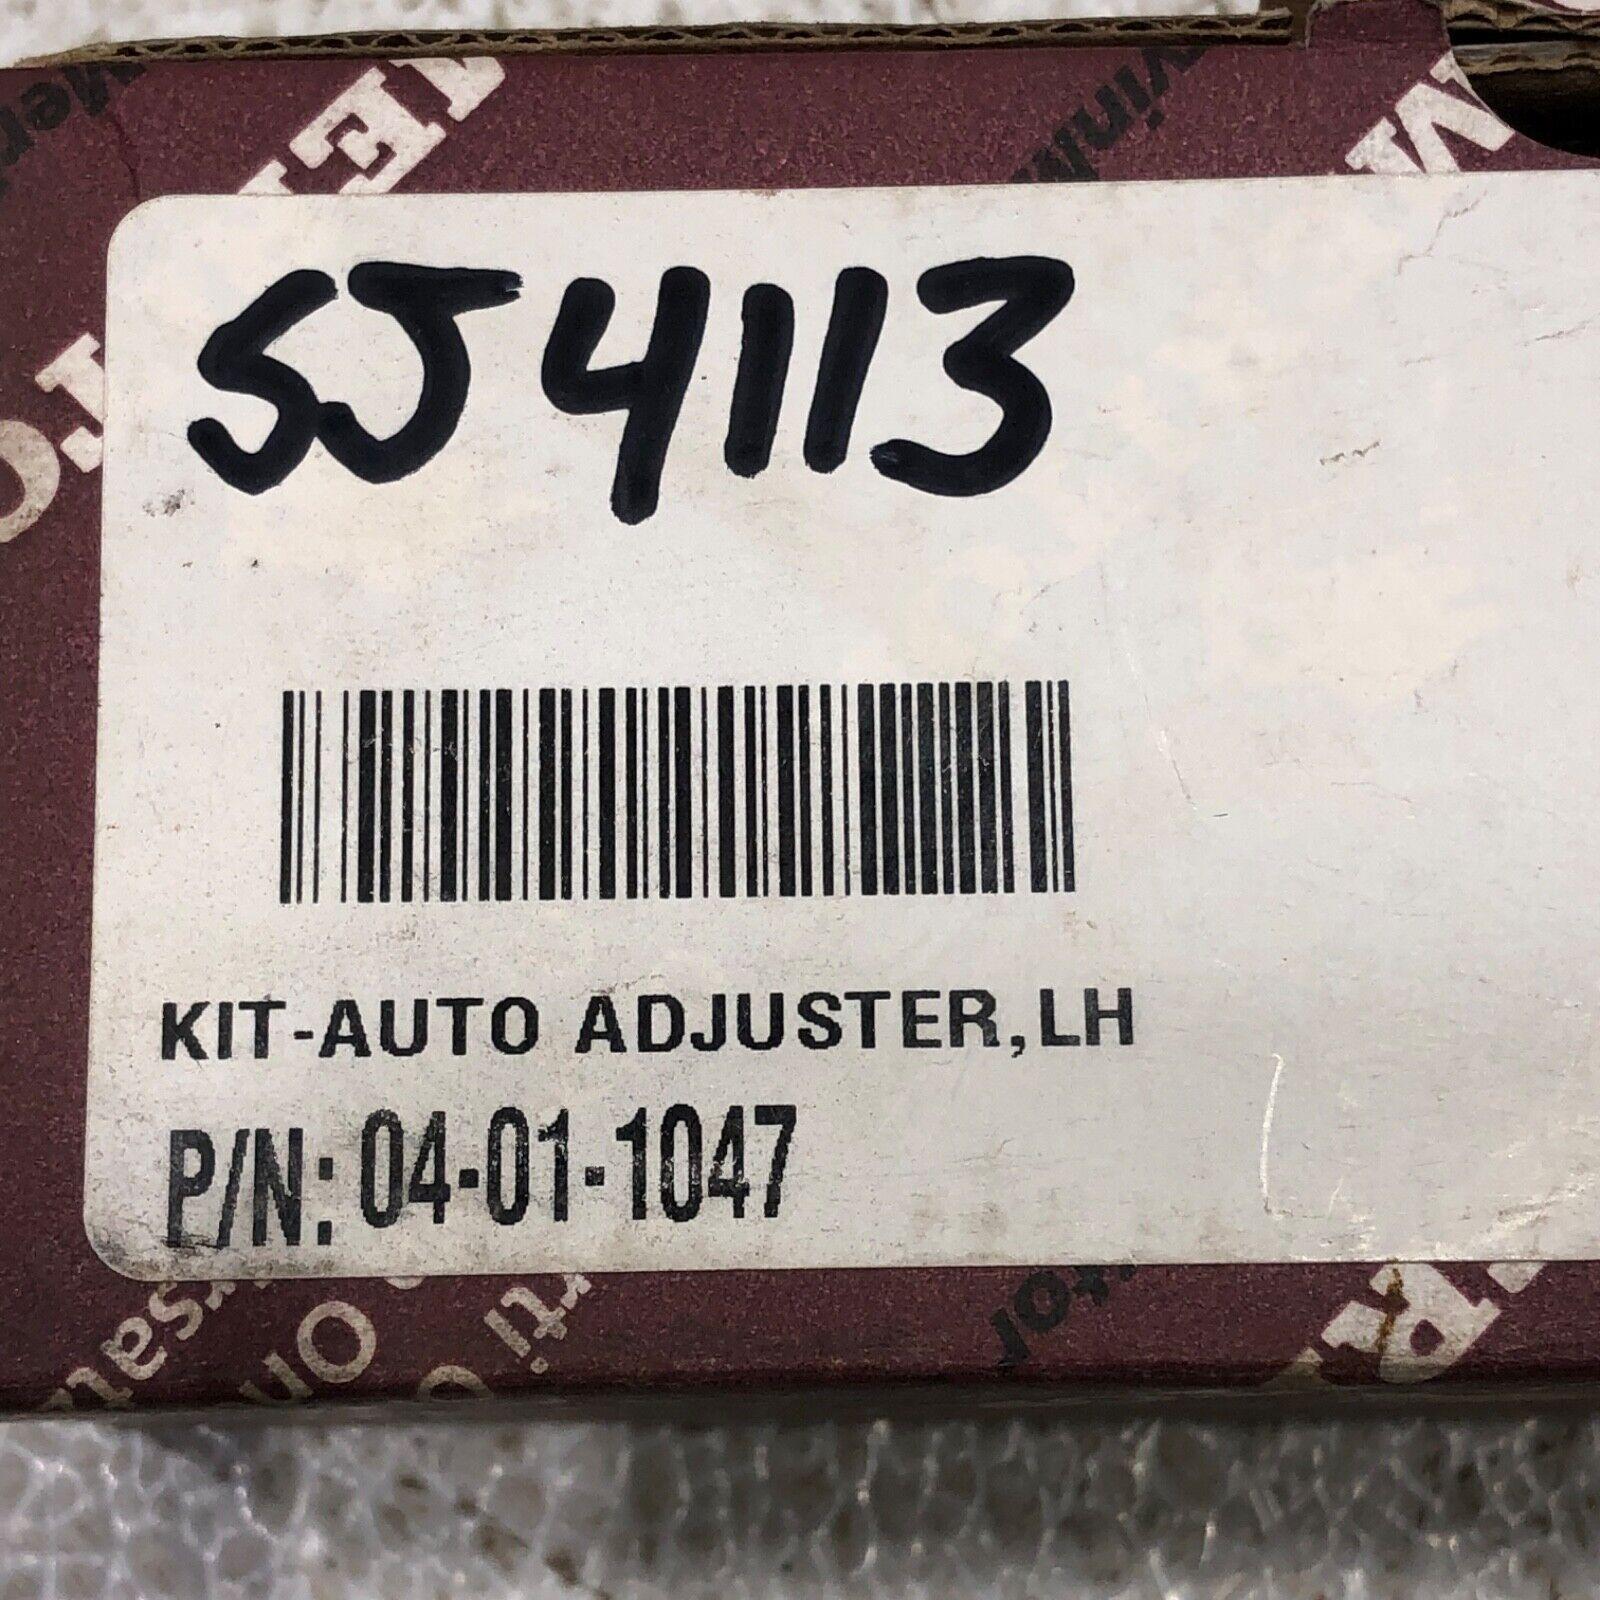 SJ4113
KIT-AUTO ADJUSTER,LH
P/N: 04-01-1047